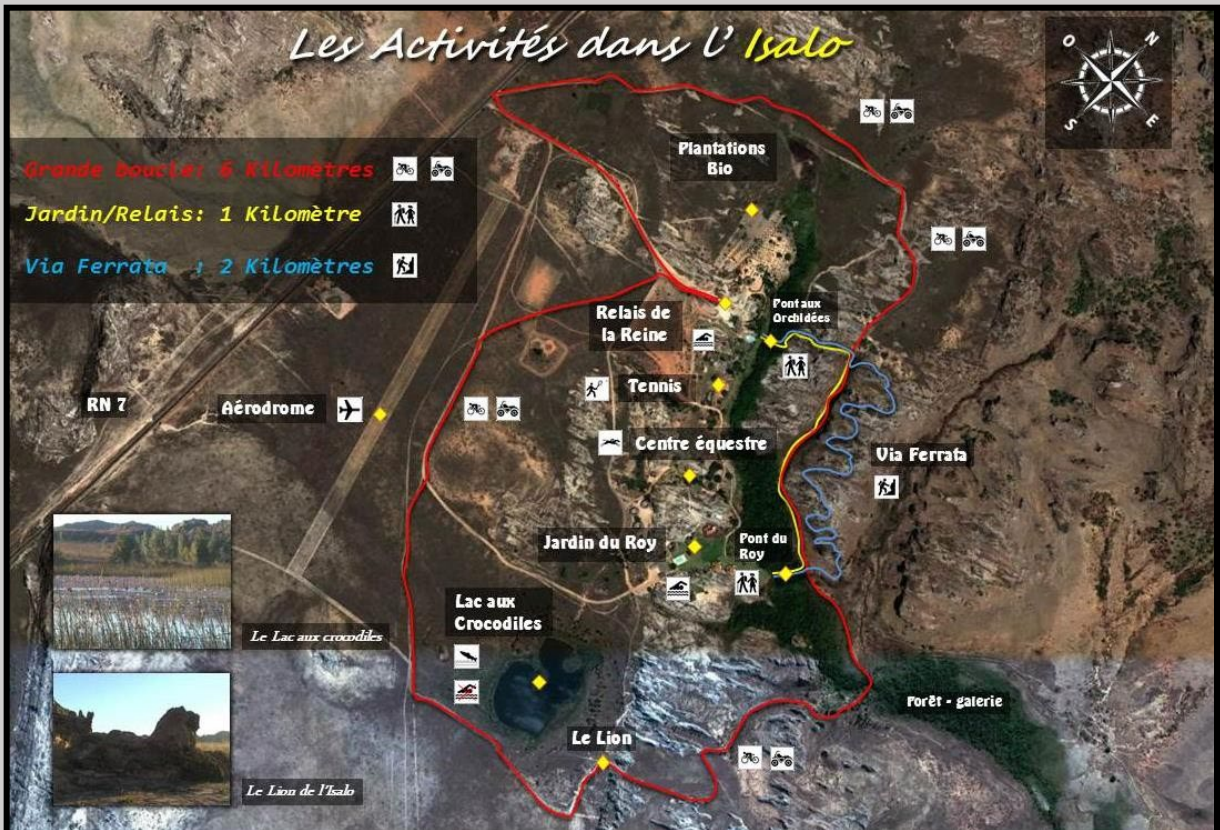 Les Activités dans l' Isalo
O N
S E
Grande boucle: 6 Kilomètres
Jardin/Relais: 1 Kilomètre
Via Ferrata : 2 Kilomètres
Plantations
Bio
Relais de
la Reine
Pont aux
Orchidées
Tennis
RN 7
Aérodrome
Centre équestre
Via Ferrata
Jardin du Roy
Pont du
Roy
Lac aux
Crocodiles
Le Lac aux crocodiles
Forêt - galerie
Le Lion
Le Lion de l'Isalo